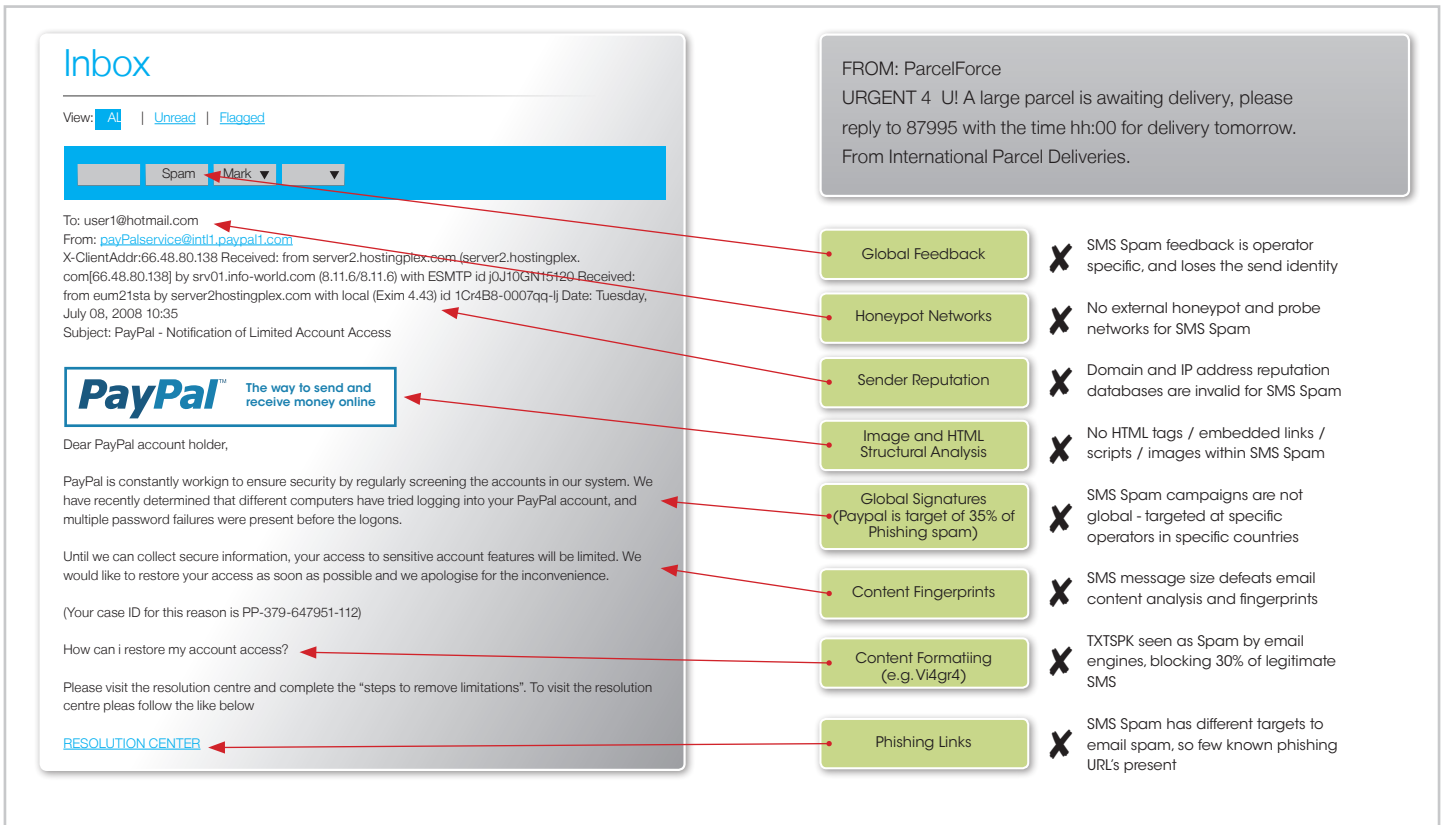 Inbox
View: AL | Unread | Flagged
Spam Mark
To: user1@hotmail.com
From: payPalservice@intl1.paypal1.com
X-ClientAddr:66.48.80.138 Received: from server2.hostingplex.com (server2.hostingplex.
com[66.48.80.138] by srv01.info-world.com (8.11.6/8.11.6) with ESMTP id j0J10GN15120 Received:
from eum21sta by server2hostingplex.com with local (Exim 4.43) id 1Cr4B8-0007qq-lj Date: Tuesday,
July 08, 2008 10:35
Subject: PayPal - Notification of Limited Account Access
PayPal™ The way to send and
receive money online
Dear PayPal account holder,
PayPal is constantly workign to ensure security by regularly screening the accounts in our system. We
have recently determined that different computers have tried logging into your PayPal account, and
multiple password failures were present before the logons.
Until we can collect secure information, your access to sensitive account features will be limited. We
would like to restore your access as soon as possible and we apologise for the inconvenience.
(Your case ID for this reason is PP-379-647951-112)
How can i restore my account access?
Please visit the resolution centre and complete the “steps to remove limitations”. To visit the resolution
centre pleas follow the like below
RESOLUTION CENTER
FROM: ParcelForce
URGENT 4 U! A large parcel is awaiting delivery, please
reply to 87995 with the time hh:00 for delivery tomorrow.
From International Parcel Deliveries.
Global Feedback
SMS Spam feedback is operator
specific, and loses the send identity
Honeypot Networks
No external honeypot and probe
networks for SMS Spam
Sender Reputation
Domain and IP address reputation
databases are invalid for SMS Spam
Image and HTML
Structural Analysis
No HTML tags / embedded links /
scripts / images within SMS Spam
Global Signatures
(Paypal is target of 35% of
Phishing spam)
SMS Spam campaigns are not
global - targeted at specific
operators in specific countries
Content Fingerprints
SMS message size defeats email
content analysis and fingerprints
Content Formatiing
(e.g. Vi4gr4)
TXTSPK seen as Spam by email
engines, blocking 30% of legitimate
SMS
Phishing Links
SMS Spam has different targets to
email spam, so few known phishing
URL's present